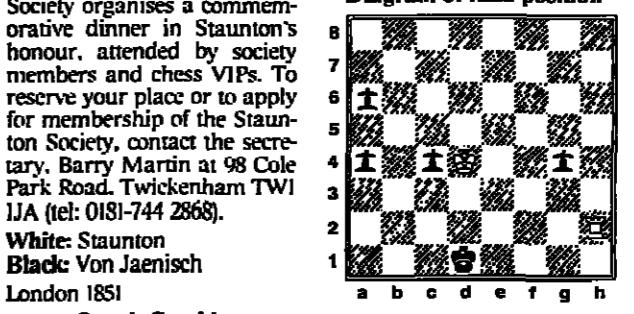 Society organises a commem-
orative dinner in Staunton's
honour, attended by society
members and chess VIPs. To
reserve your place or to apply
for membership of the Staun-
ton Society, contact the secre-
tary, Barry Martin at 98 Cole
Park Road, Twickenham TW1
1JA (tel: 0181-744 2868).
White: Staunton
Black: Von Jaenisch
London 1851
8
7
6
5
4
3
2
1
a b c d e f g h